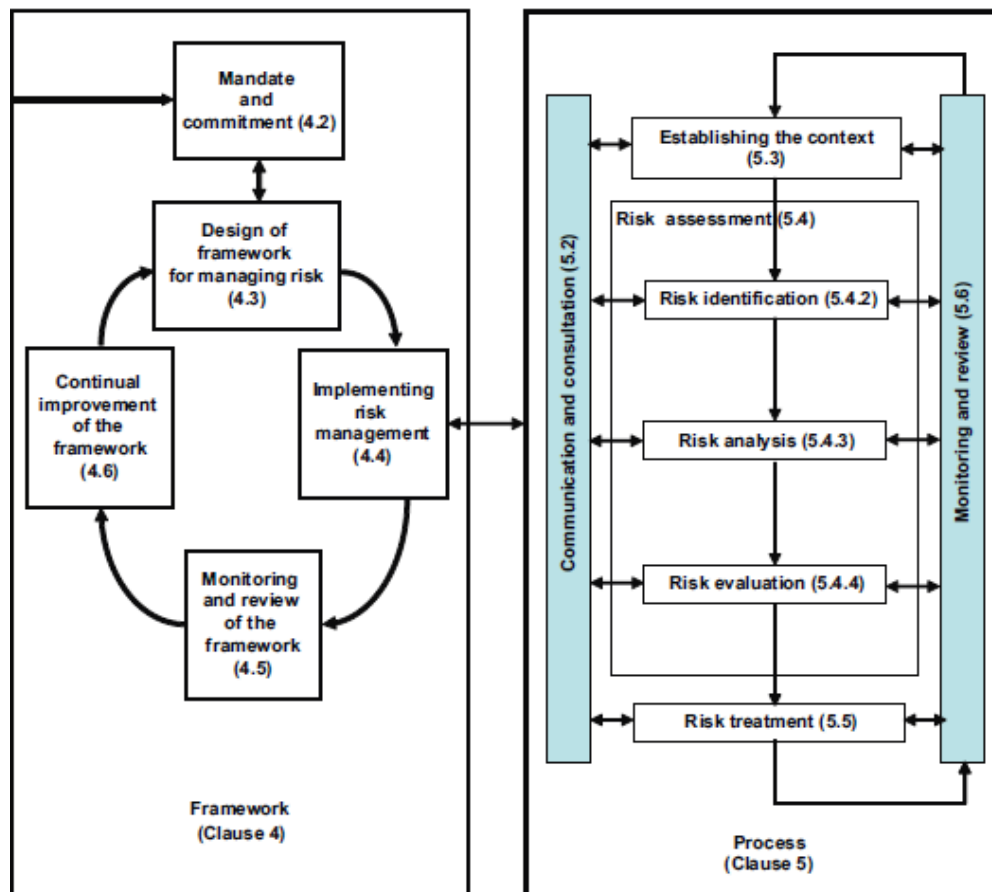 Mandate
and
commitment (4.2)
Design of
framework
for managing risk
(4.3)
Continual
improvement
of the
framework
(4.6)
Implementing
risk
management
(4.4)
Monitoring
and review
of the
framework
(4.5)
Framework
(Clause 4)
Communication and consultation (5.2)
Establishing the context
(5.3)
Risk assessment (5.4)
Risk identification (5.4.2)
Risk analysis (5.4.3)
Risk evaluation (5.4.4)
Risk treatment (5.5)
Monitoring and review (5.6)
Process
(Clause 5)